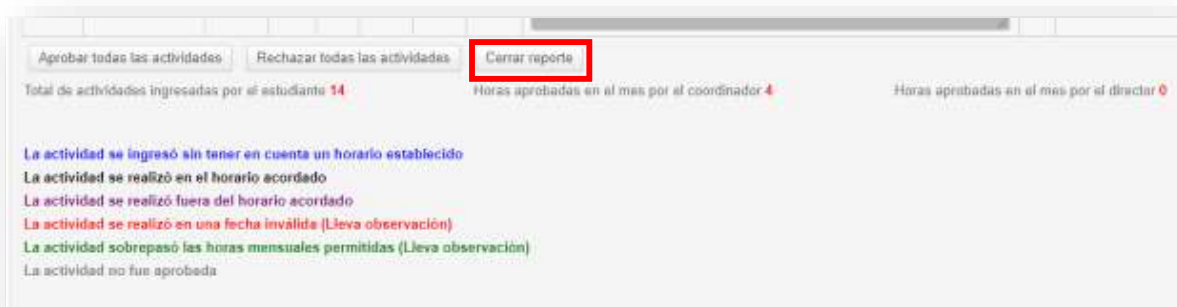 Aprobar todas las actividades Rechazar todas las actividades Cerrar reporte
Total de actividades ingresadas por el estudiante 14 Horas aprobadas en el mes por el coordinador 4 Horas aprobadas en el mes por el director 0
La actividad se ingresó sin tener en cuenta un horario establecido
La actividad se realizó en el horario acordado
La actividad se realizó fuera del horario acordado
La actividad se realizó en una fecha inválida (Lleva observación)
La actividad sobrepasó las horas mensuales permitidas (Lleva observación)
La actividad no fue aprobada